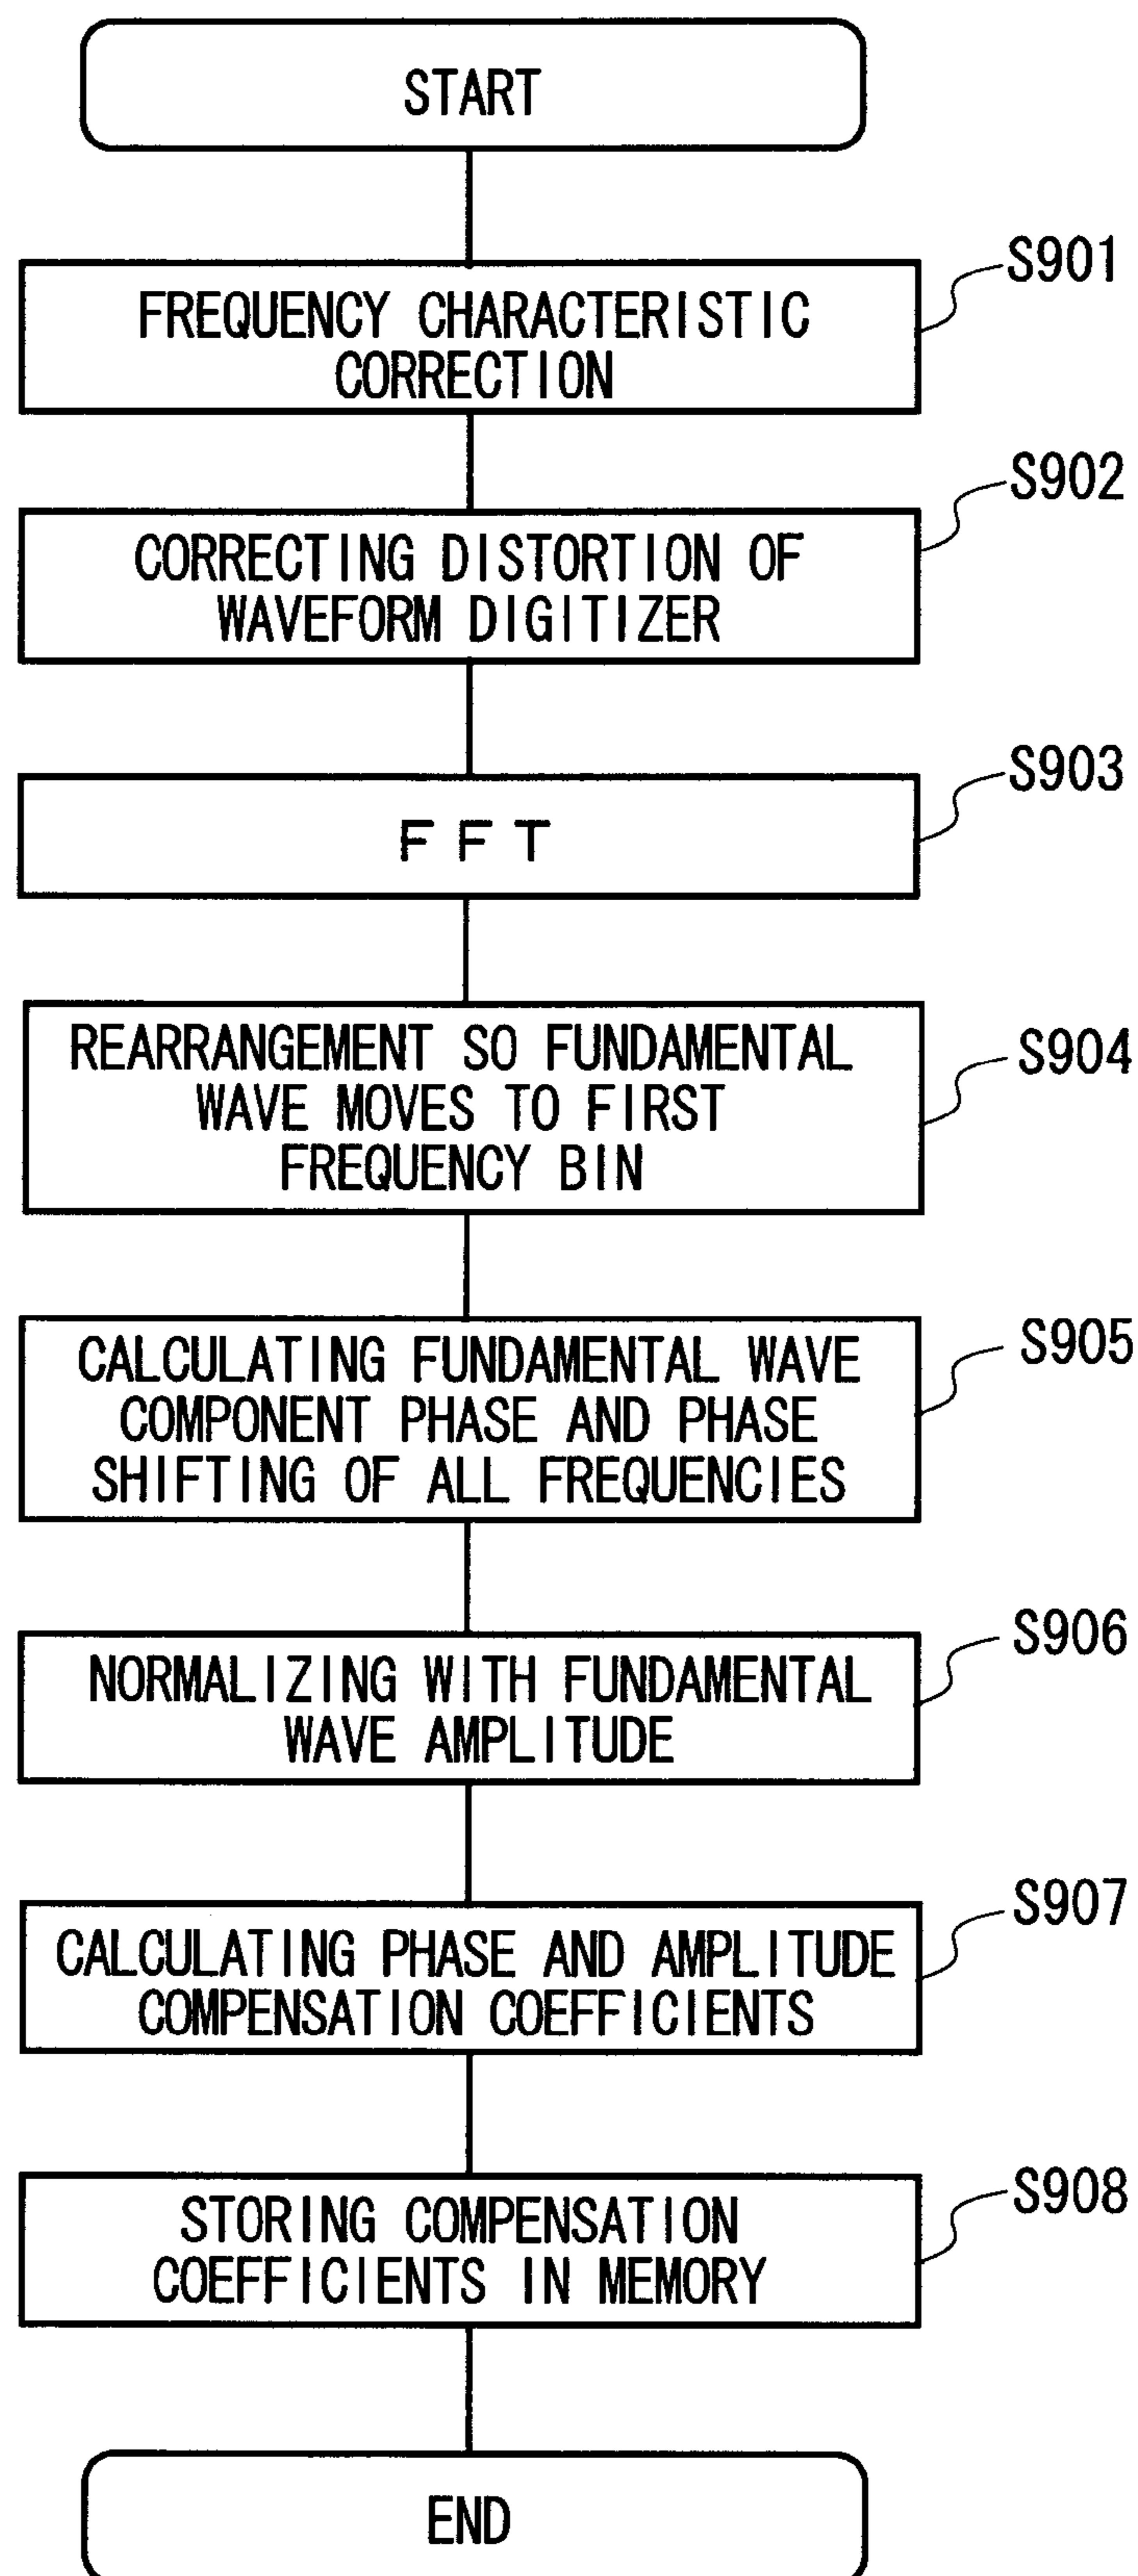 START
S901
FREQUENCY CHARACTERISTIC
CORRECTION
S902
CORRECTING DISTORTION OF
WAVEFORM DIGITIZER
S903
FFT
S904
REARRANGEMENT SO FUNDAMENTAL
WAVE MOVES TO FIRST
FREQUENCY BIN
S905
CALCULATING FUNDAMENTAL WAVE
COMPONENT PHASE AND PHASE
SHIFTING OF ALL FREQUENCIES
S906
NORMALIZING WITH FUNDAMENTAL
WAVE AMPLITUDE
S907
CALCULATING PHASE AND AMPLITUDE
COMPENSATION COEFFICIENTS
S908
STORING COMPENSATION
COEFFICIENTS IN MEMORY
END